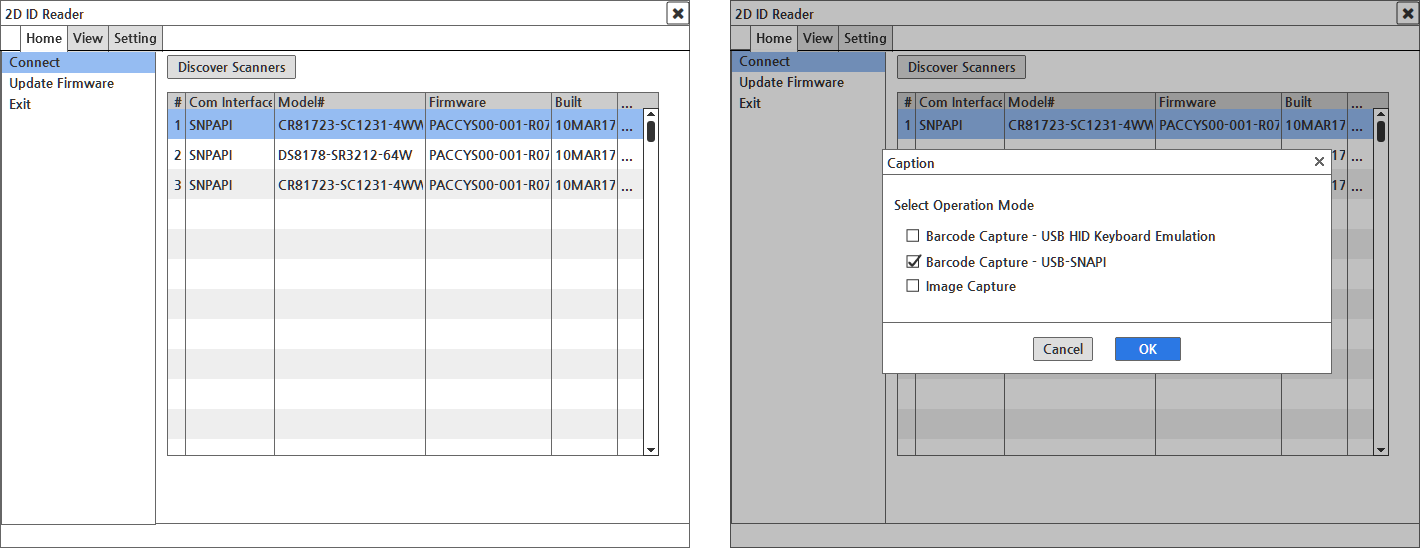 2D ID Reader
Home View Setting
Connect
Update Firmware
Exit
Discover Scanners
# Com Interface Model# Firmware Built ...
1 SNPAPI CR81723-SC1231-4WW PACCYS00-001-R07 10MAR17 ...
2 SNPAPI DS8178-SR3212-64W PACCYS00-001-R07 10MAR17 ...
3 SNPAPI CR81723-SC1231-4WW PACCYS00-001-R07 10MAR17 ...
2D ID Reader
Home View Setting
Connect
Update Firmware
Exit
Discover Scanners
# Com Interface Model# Firmware Built ...
1 SNPAPI CR81723-SC1231-4WW PACCYS00-001-R07 10MAR17 ...
17 ...
17 ...
Caption
Select Operation Mode
Barcode Capture - USB HID Keyboard Emulation
Barcode Capture - USB-SNAPI
Image Capture
Cancel OK